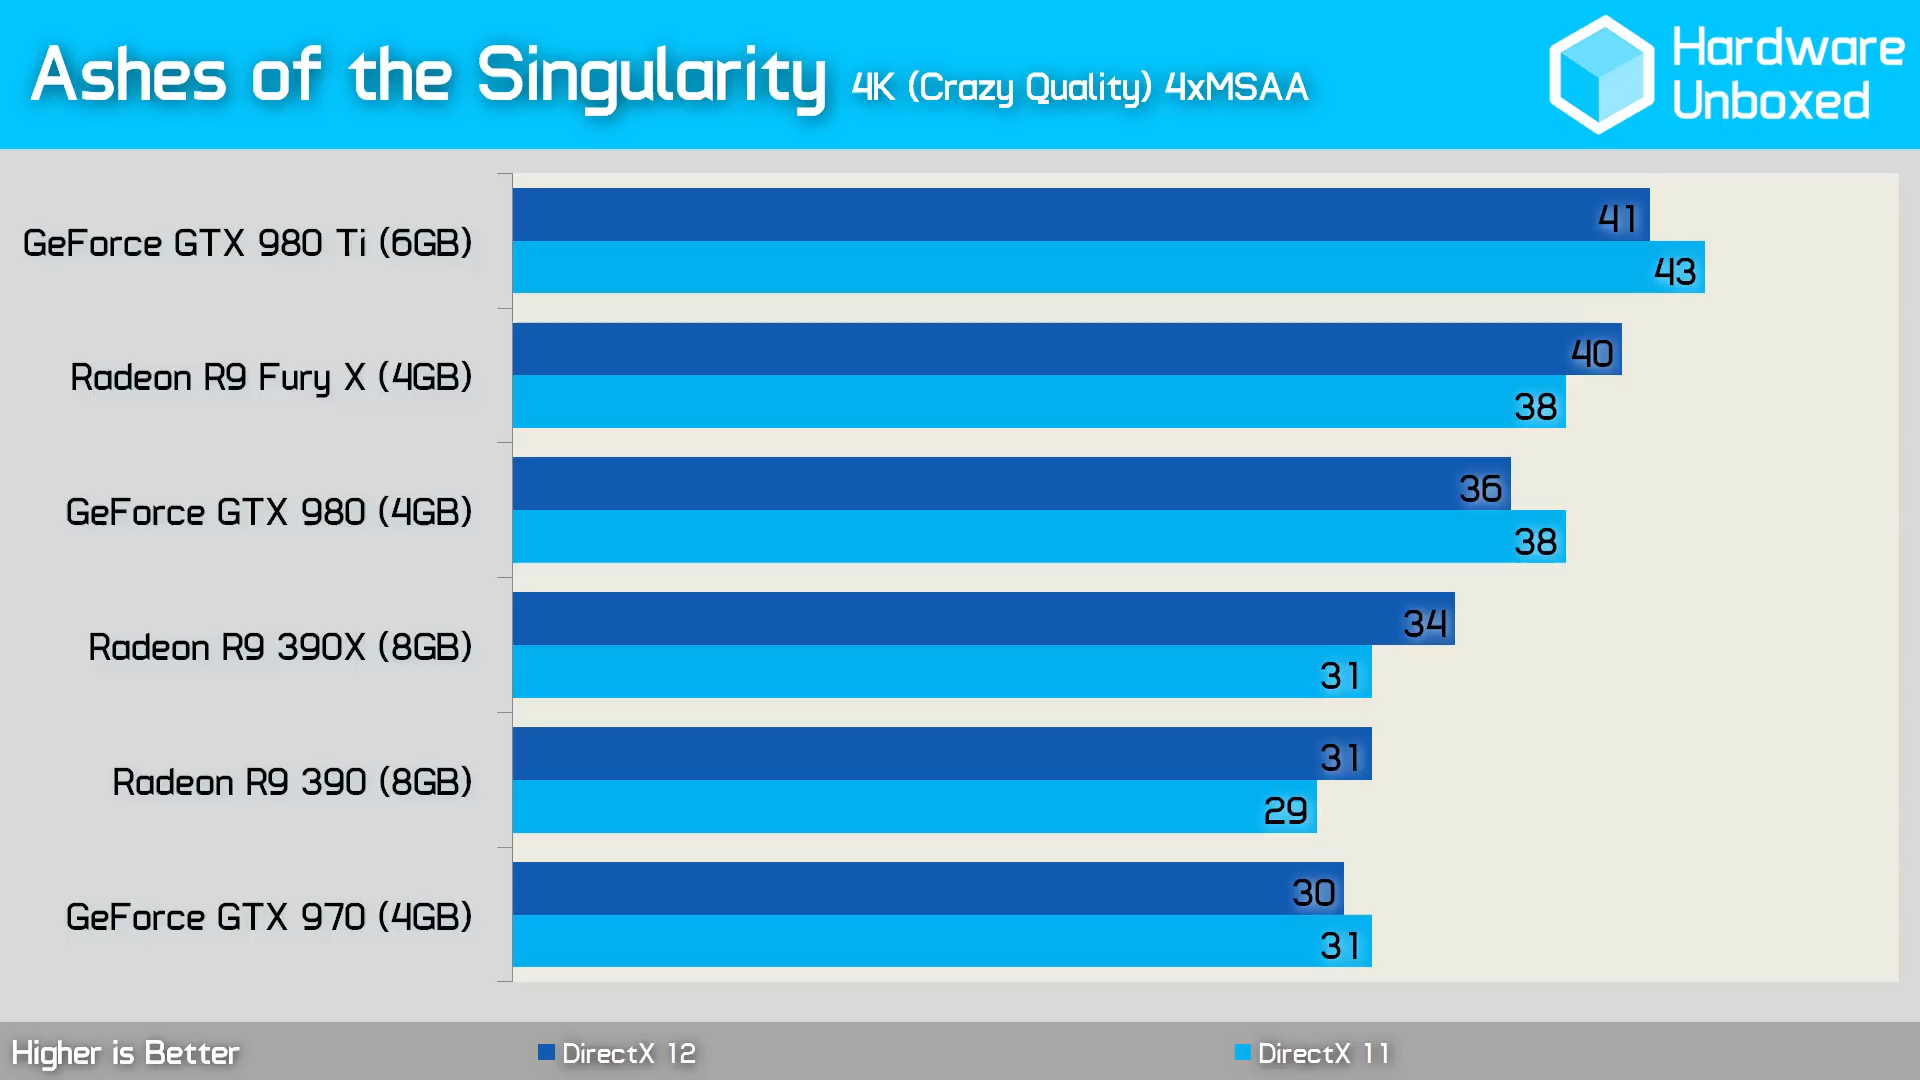 Ashes of the Singularity 4K (Crazy Quality) 4xMSAA
Hardware
Unboxed
GeForce GTX 980 Ti (6GB)
41
43
Radeon R9 Fury X (4GB)
40
38
GeForce GTX 980 (4GB)
36
38
Radeon R9 390X (8GB)
34
31
Radeon R9 390 (8GB)
31
29
GeForce GTX 970 (4GB)
30
31
Higher is Better
DirectX 12
DirectX 11